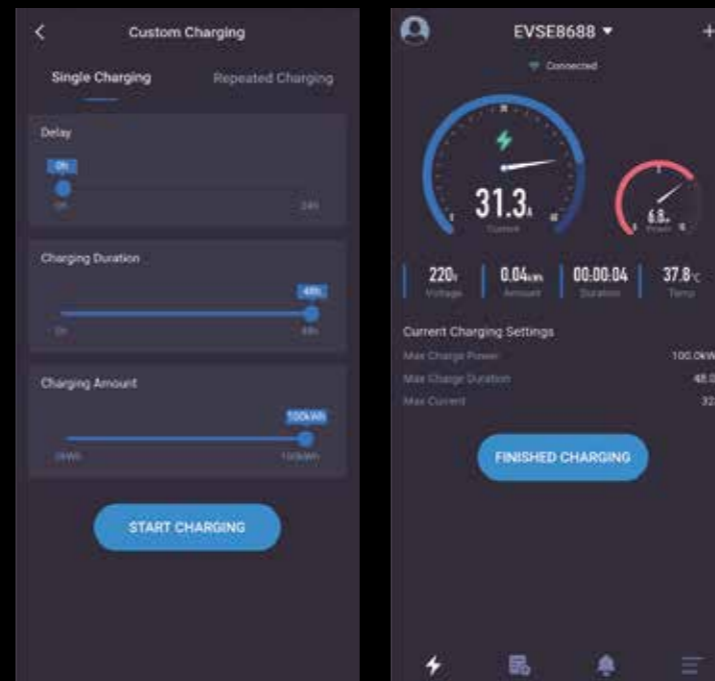 Custom Charging
Single Charging
Repeated Charging
Delay
0h
0h
24h
Charging Duration
48h
0h
48h
Charging Amount
100kWh
0kWh
100kWh
START CHARGING
EVSE8688
Connected
31.3A
Current
6.8
Power
220v
Voltage
0.04kWh
Amount
00:00:04
Duration
37.8°C
Temp
Current Charging Settings
Max Charge Power
100.0kW
Max Charge Duration
48.0
Max Current
32
FINISHED CHARGING